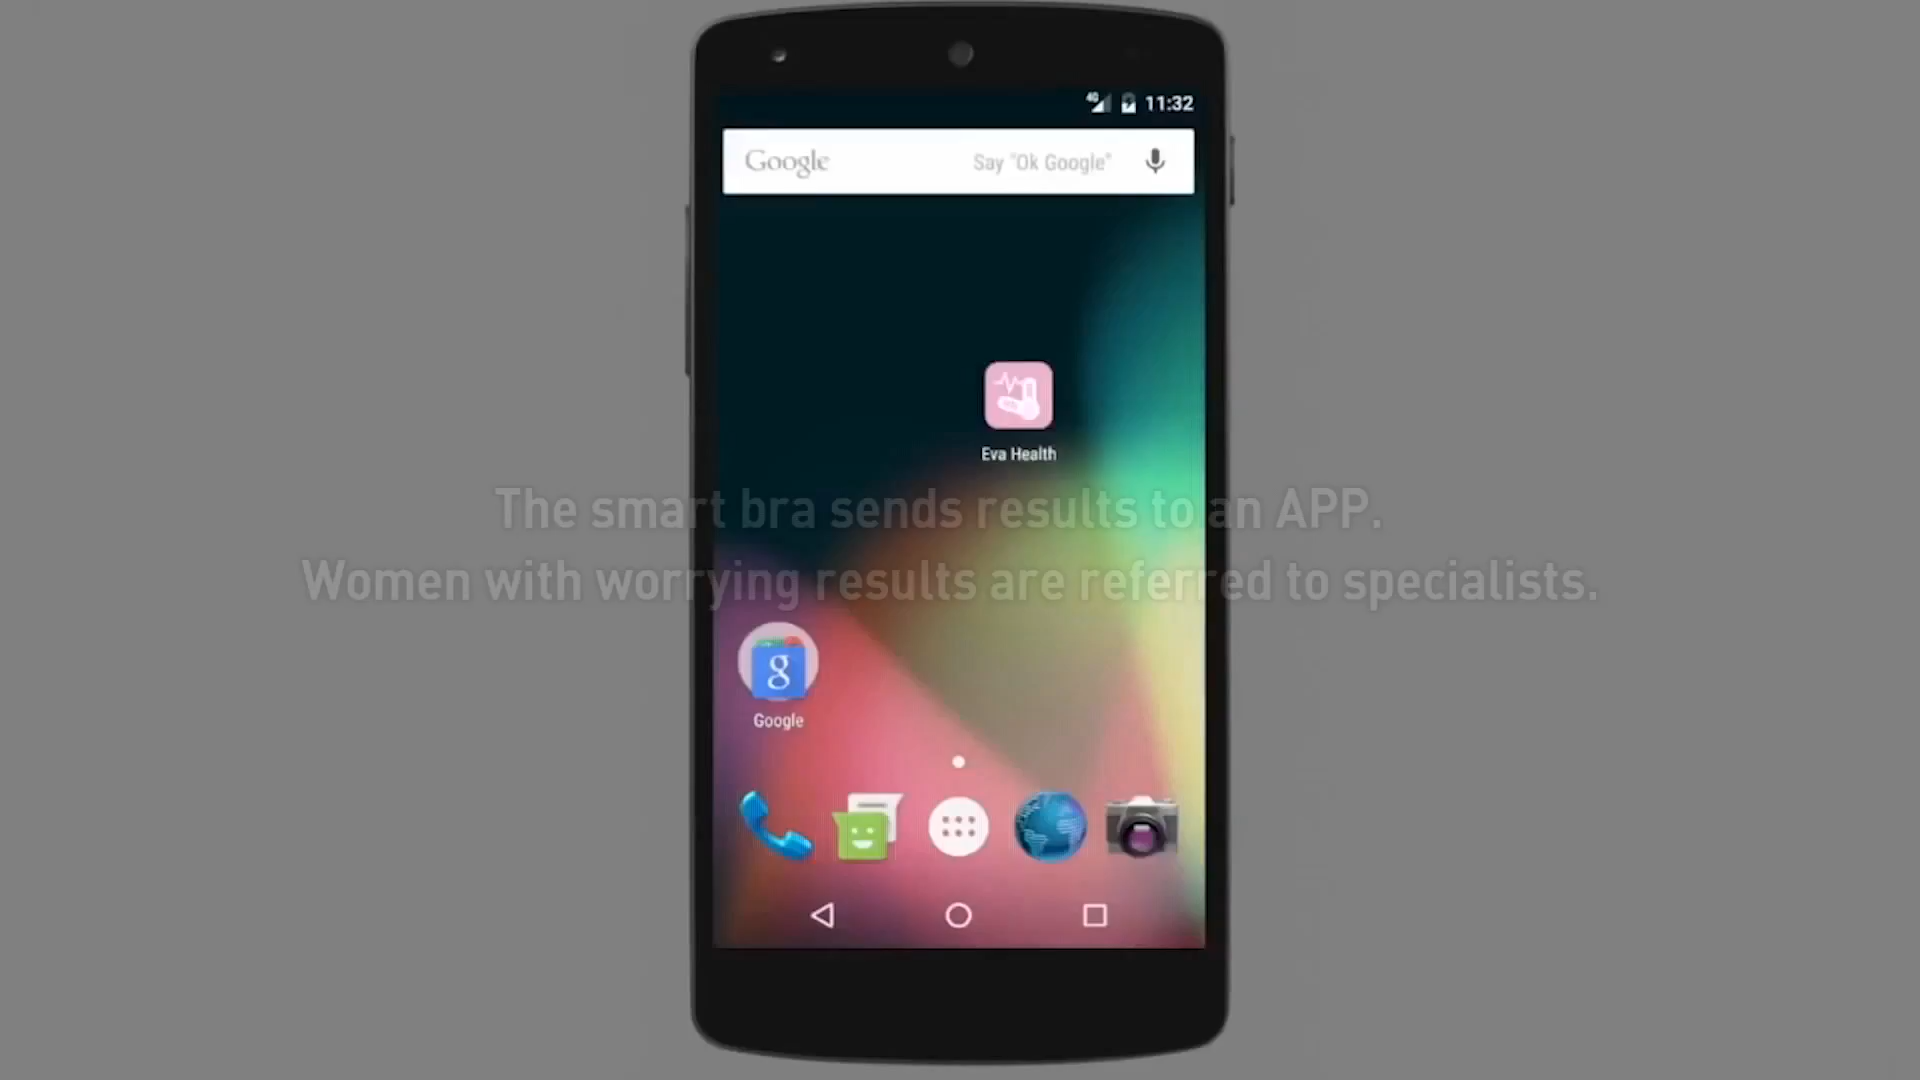 4G 11:32
Google Say "Ok Google"
Eva Health
The smart bra sends results to an APP.
Women with worrying results are referred to specialists.
g
Google